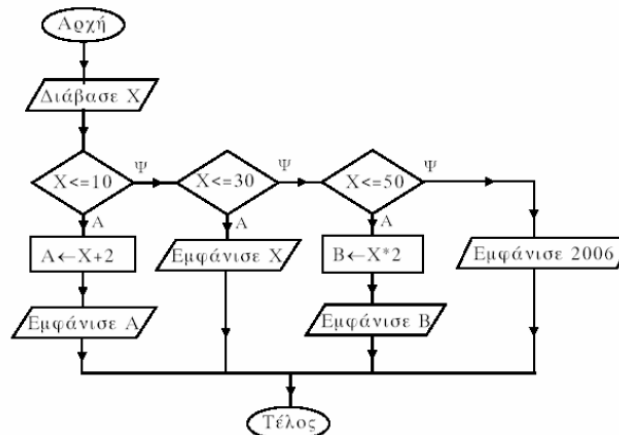 Αρχή
Διάβασε Χ
Χ<=10
Ψ
Χ<=30
Ψ
Χ<=50
Ψ
Α
Α
Α
Α←Χ+2
Εμφάνισε Χ
Β←Χ*2
Εμφάνισε 2006
Εμφάνισε Α
Εμφάνισε Β
Τέλος